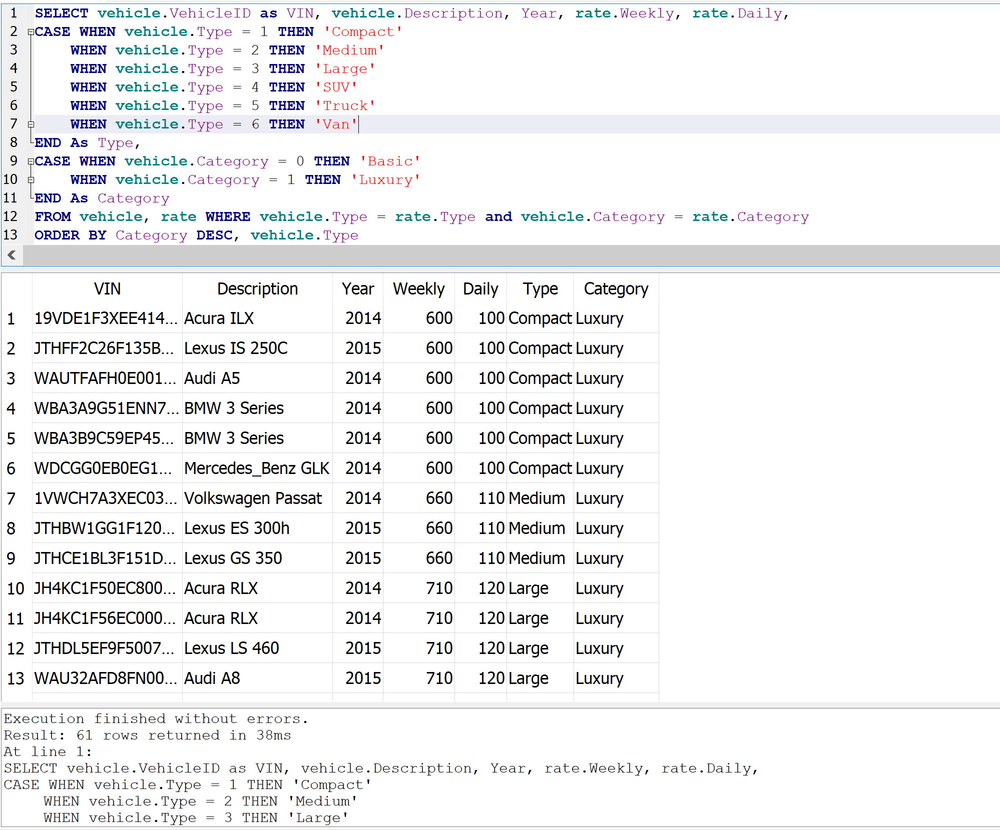 1 SELECT vehicle.VehicleID as VIN, vehicle.Description, Year, rate.Weekly, rate.Daily,
2 CASE WHEN vehicle.Type = 1 THEN 'Compact'
3 WHEN vehicle.Type = 2 THEN 'Medium'
4 WHEN vehicle.Type = 3 THEN 'Large'
5 WHEN vehicle.Type = 4 THEN 'SUV'
6 WHEN vehicle.Type = 5 THEN 'Truck'
7 WHEN vehicle.Type = 6 THEN 'Van'
8 END As Type,
9 CASE WHEN vehicle.Category = 0 THEN 'Basic'
10 WHEN vehicle.Category = 1 THEN 'Luxury'
11 END As Category
12 FROM vehicle, rate WHERE vehicle.Type = rate.Type and vehicle.Category = rate.Category
13 ORDER BY Category DESC, vehicle.Type
VIN Description Year Weekly Daily Type Category
1 19VDE1F3XEE414... Acura ILX 2014 600 100 Compact Luxury
2 JTHFF2C26F135B... Lexus IS 250C 2015 600 100 Compact Luxury
3 WAUTFAFH0E001... Audi A5 2014 600 100 Compact Luxury
4 WBA3A9G51ENN7... BMW 3 Series 2014 600 100 Compact Luxury
5 WBA3B9C59EP45... BMW 3 Series 2014 600 100 Compact Luxury
6 WDCGG0EB0EG1... Mercedes_Benz GLK 2014 600 100 Compact Luxury
7 1VWCH7A3XEC03... Volkswagen Passat 2014 660 110 Medium Luxury
8 JTHBW1GG1F120... Lexus ES 300h 2015 660 110 Medium Luxury
9 JTHCE1BL3F151D... Lexus GS 350 2015 660 110 Medium Luxury
10 JH4KC1F50EC800... Acura RLX 2014 710 120 Large Luxury
11 JH4KC1F56EC000... Acura RLX 2014 710 120 Large Luxury
12 JTHDL5EF9F5007... Lexus LS 460 2015 710 120 Large Luxury
13 WAU32AFD8FN00... Audi A8 2015 710 120 Large Luxury
Execution finished without errors.
Result: 61 rows returned in 38ms
At line 1:
SELECT vehicle.VehicleID as VIN, vehicle.Description, Year, rate.Weekly, rate.Daily,
CASE WHEN vehicle.Type = 1 THEN 'Compact'
WHEN vehicle.Type = 2 THEN 'Medium'
WHEN vehicle.Type = 3 THEN 'Large'